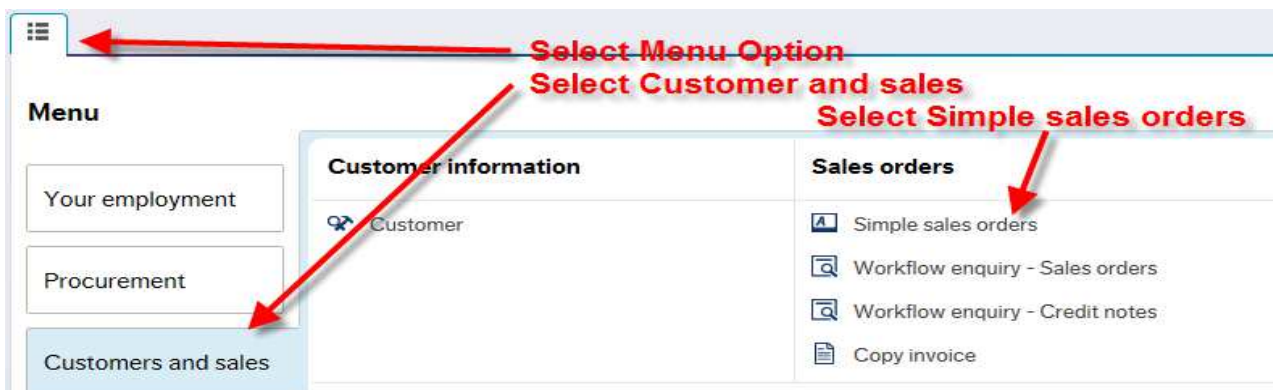 Select Menu Option
Select Customer and sales
Menu
Select Simple sales orders
Customer information
Sales orders
Your employment
Customer
Simple sales orders
Workflow enquiry - Sales orders
Procurement
Workflow enquiry - Credit notes
Customers and sales
Copy invoice